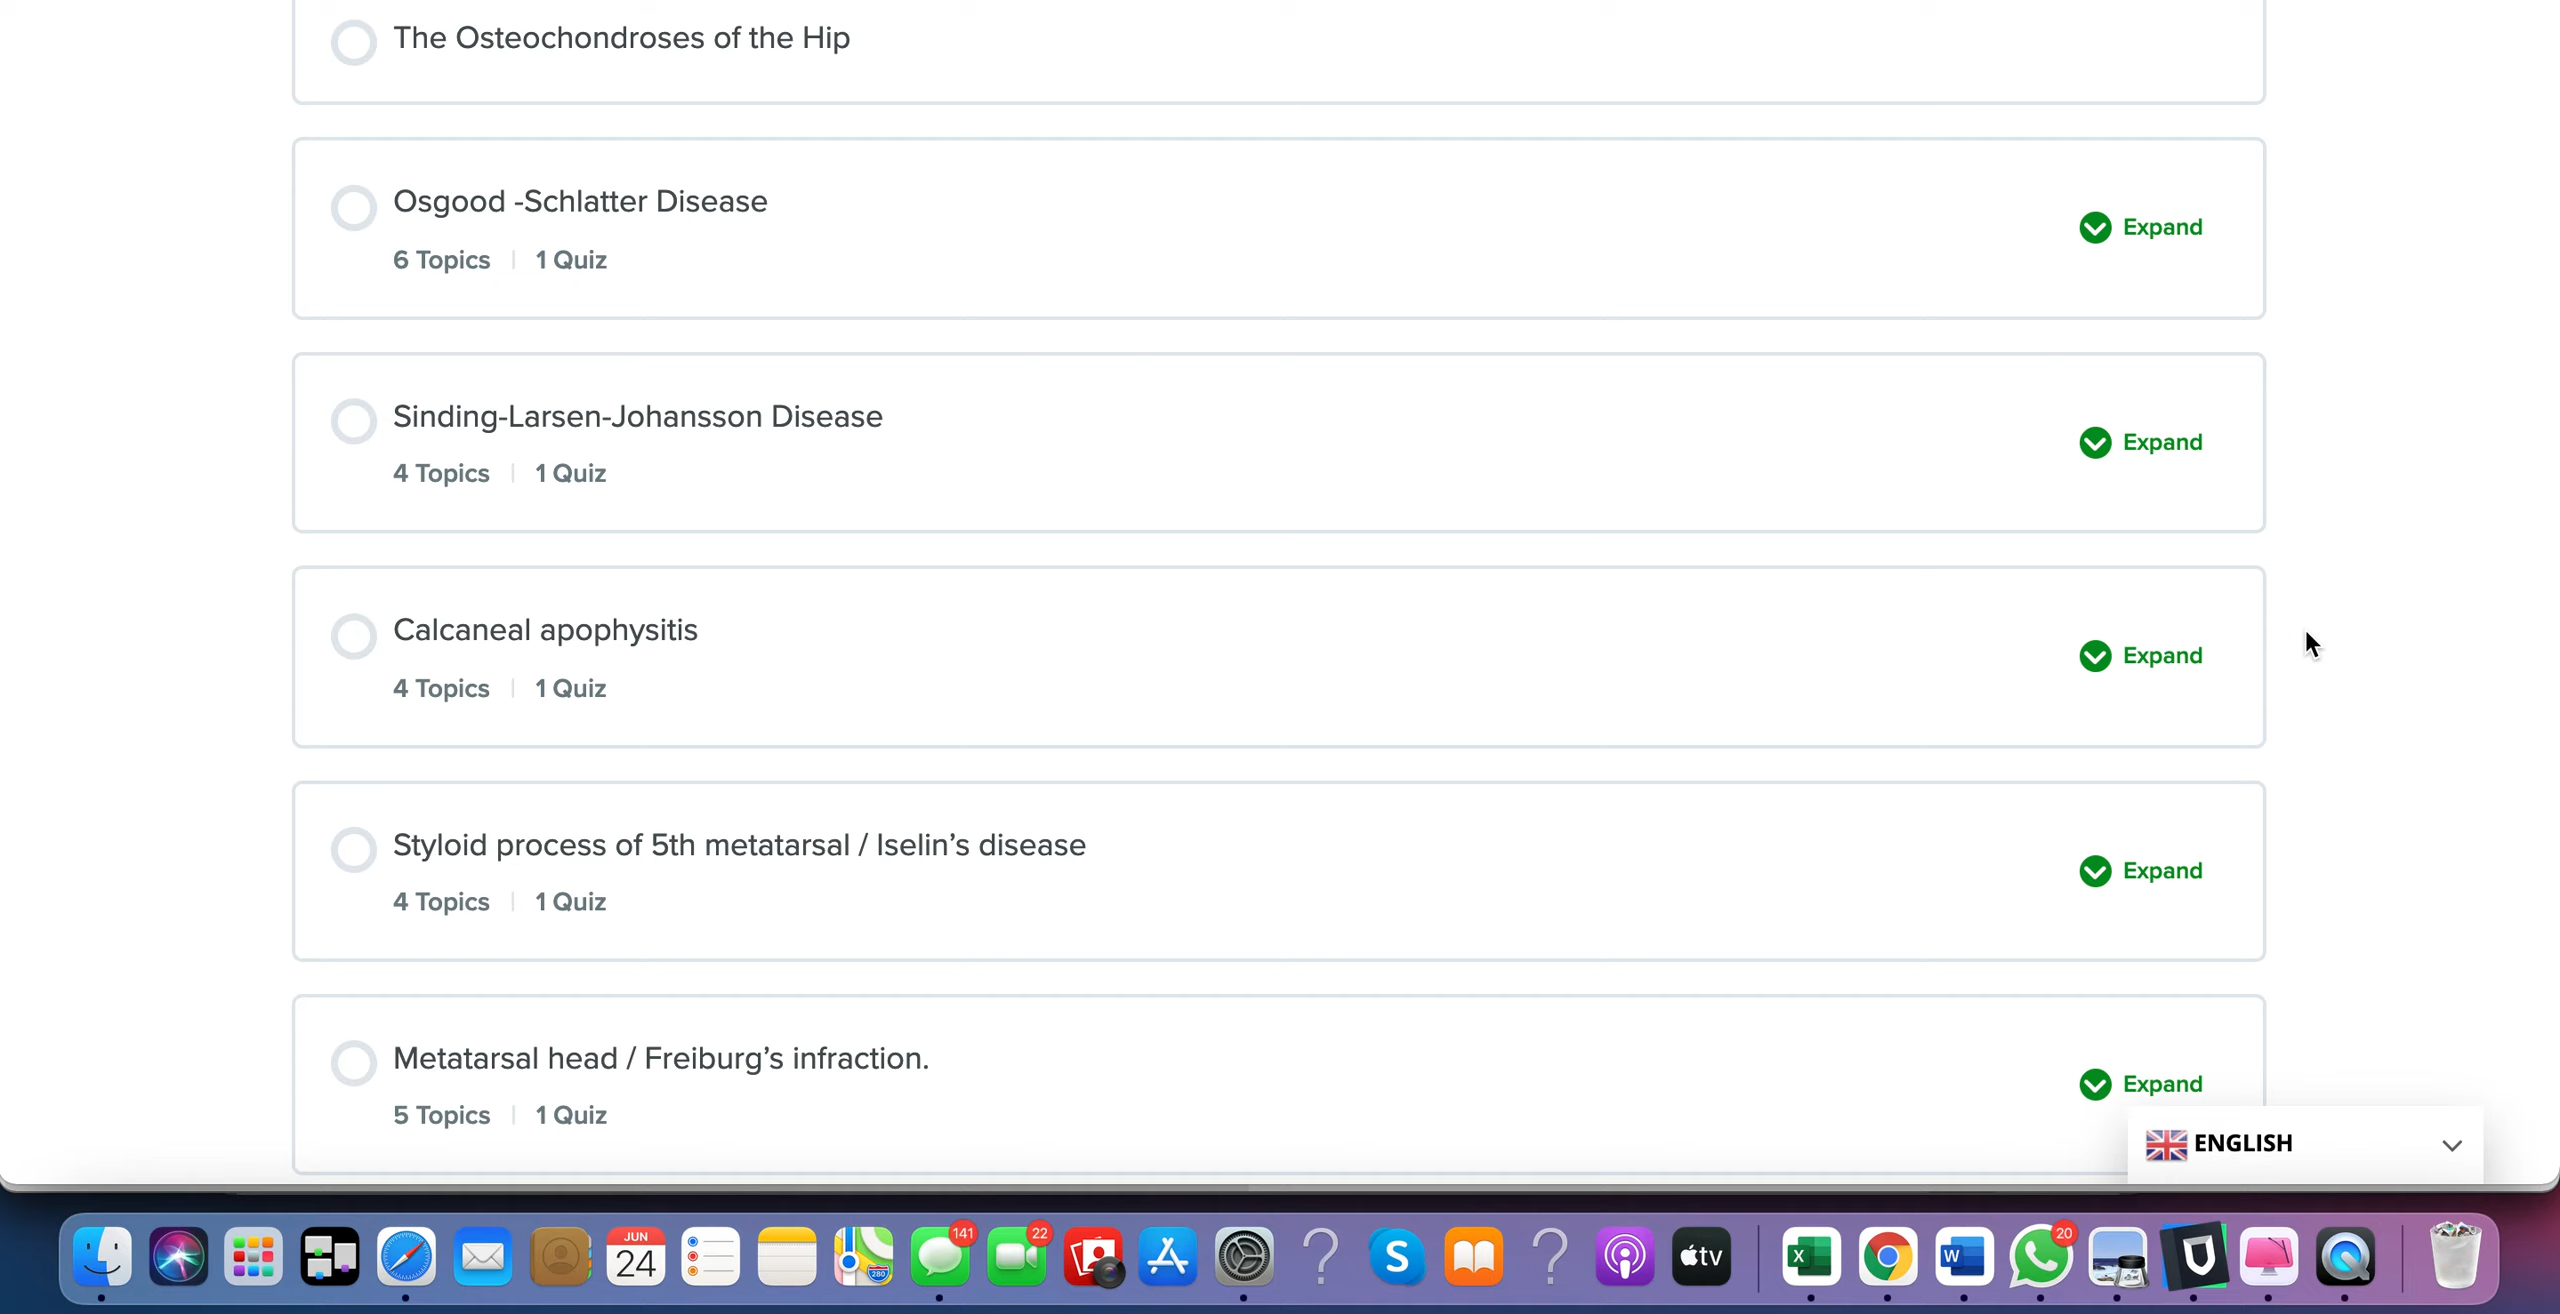 The Osteochondroses of the Hip
Osgood -Schlatter Disease
6 Topics | 1 Quiz
Expand
Sinding-Larsen-Johansson Disease
4 Topics | 1 Quiz
Expand
Calcaneal apophysitis
4 Topics | 1 Quiz
Expand
Styloid process of 5th metatarsal / Iselin’s disease
4 Topics | 1 Quiz
Expand
Metatarsal head / Freiburg’s infraction.
5 Topics | 1 Quiz
Expand
ENGLISH
JUN
24
280
141
22
? S ? tv X W
20